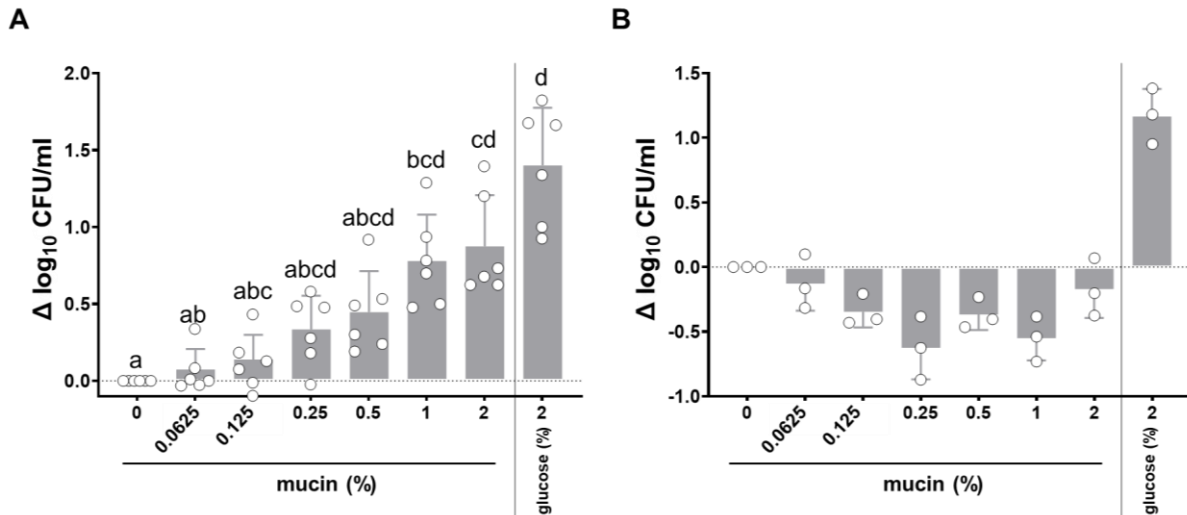 A
Δ log10 CFU/ml
2.0
1.5
1.0
0.5
0.0
a
ab
abc
abcd
abcd
bcd
cd
d
0
0.0625
0.125
0.25
0.5
1
2
2
mucin (%)
glucose (%)
B
Δ log10 CFU/ml
1.5
1.0
0.5
0.0
-0.5
-1.0
0
0.0625
0.125
0.25
0.5
1
2
2
mucin (%)
glucose (%)